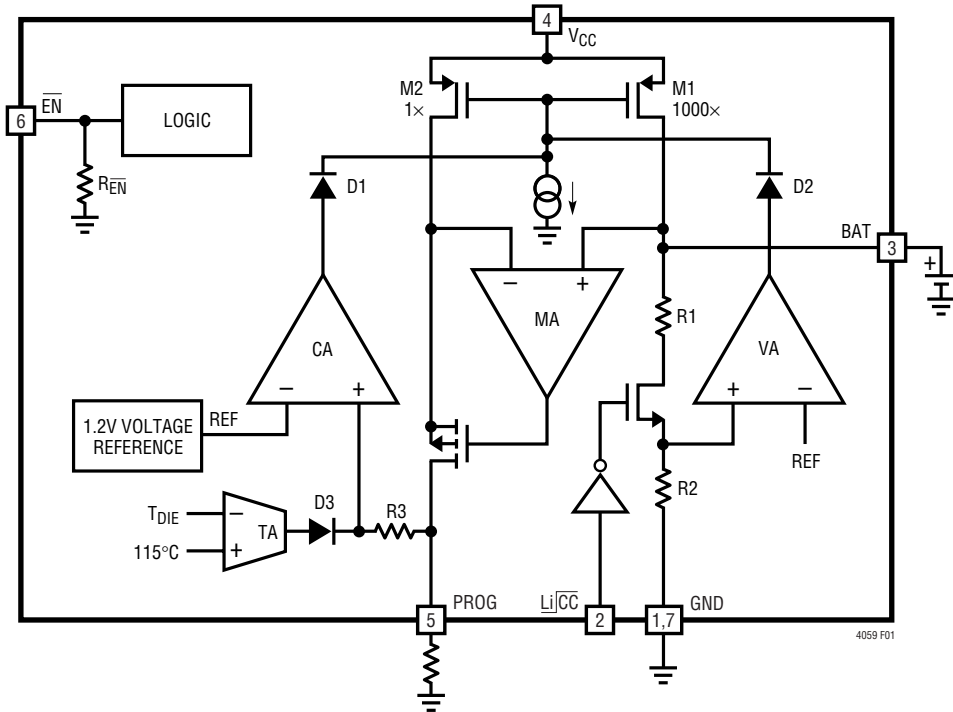 4
VCC
M2
1×
M1
1000×
6
EN
LOGIC
REN
D1
D2
BAT
3
+
− +
MA
R1
CA
− +
VA
+ −
1.2V VOLTAGE
REFERENCE
REF
REF
R2
TDIE
−
TA
D3
R3
115°C
+
PROG
5
Li CC
2
1,7
GND
4059 F01